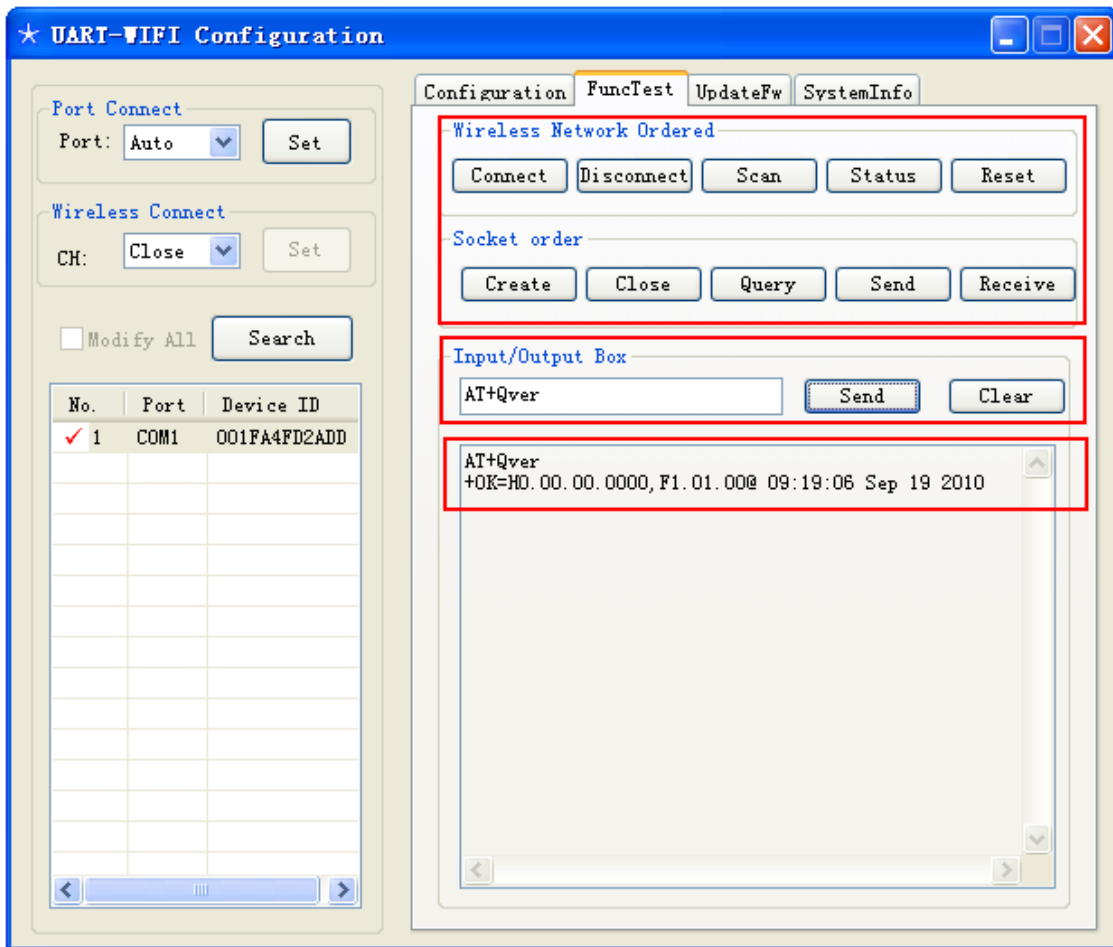 UART-WIFI Configuration
Port Connect
Port: Auto Set
Wireless Connect
CH: Close Set
Modify All Search
No. Port Device ID
1 COM1 001FA4FD2ADD
Configuration FuncTest UpdateFw SystemInfo
Wireless Network Ordered
Connect Disconnect Scan Status Reset
Socket order
Create Close Query Send Receive
Input/Output Box
AT+Qver Send Clear
AT+Qver
+OK=H0.00.00.0000,F1.01.00@ 09:19:06 Sep 19 2010